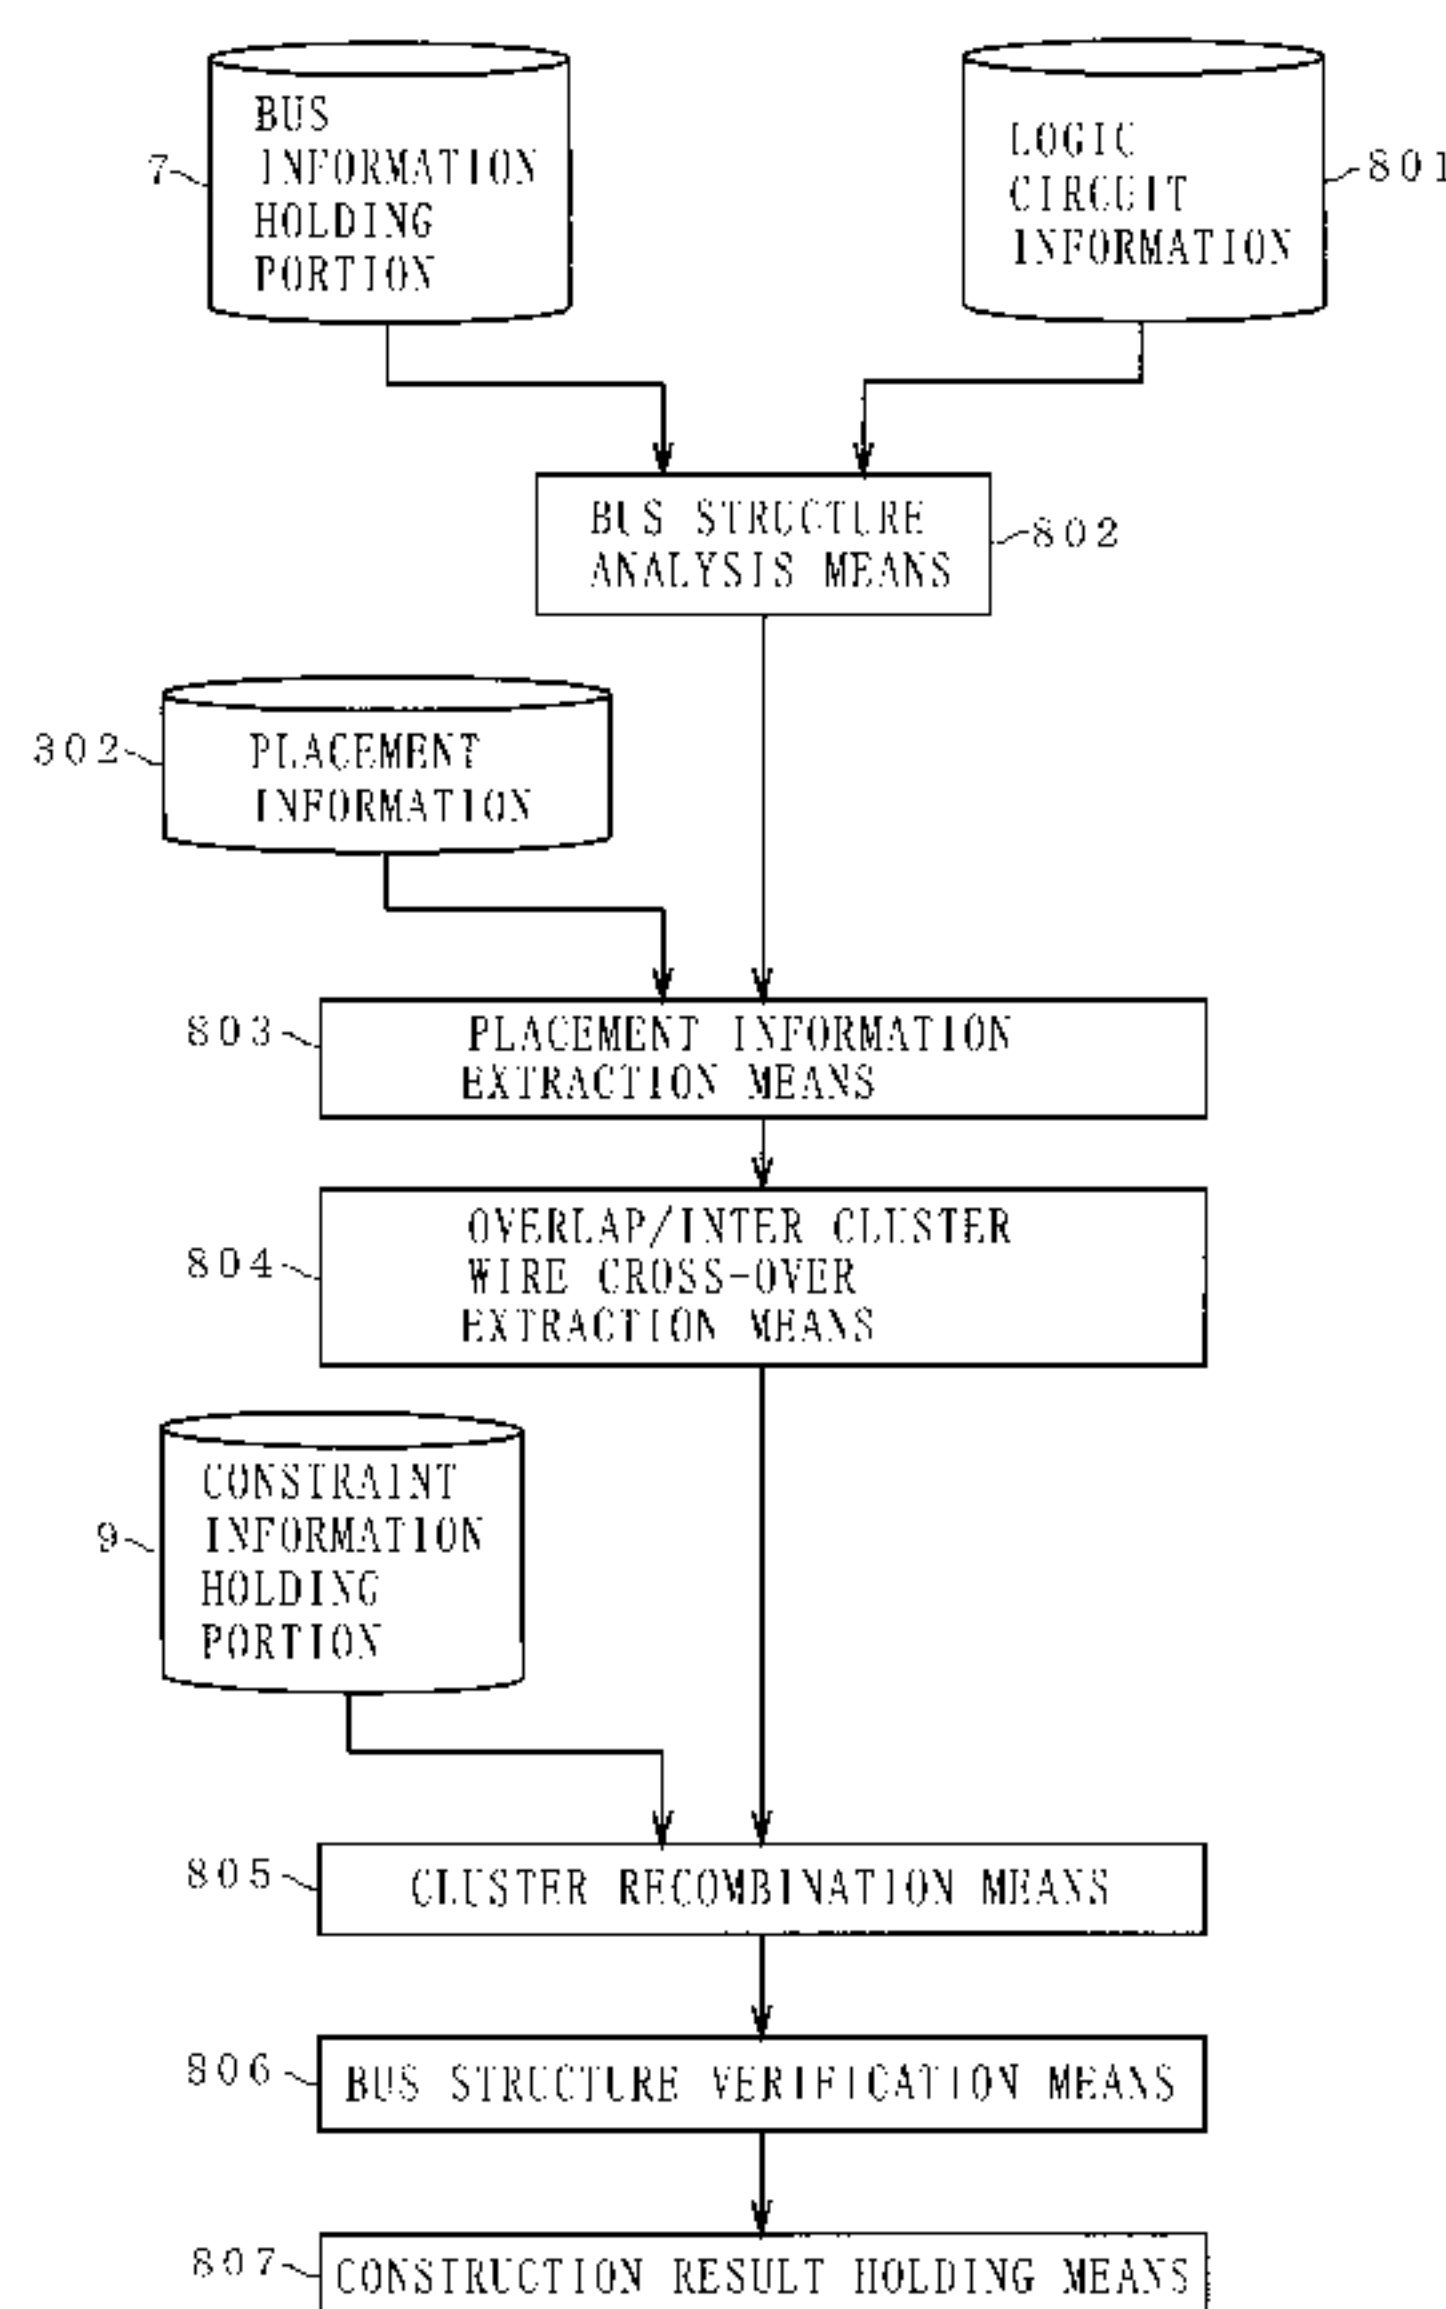 BUS
INFORMATION
HOLDING
PORTION
7
LOGIC
CIRCUIT
INFORMATION
801
BUS STRUCTURE
ANALYSIS MEANS
802
302
PLACEMENT
INFORMATION
803
PLACEMENT INFORMATION
EXTRACTION MEANS
804
OVERLAP/INTER CLUSTER
WIRE CROSS-OVER
EXTRACTION MEANS
9
CONSTRAINT
INFORMATION
HOLDING
PORTION
805
CLUSTER RECOMBINATION MEANS
806
BUS STRUCTURE VERIFICATION MEANS
807
CONSTRUCTION RESULT HOLDING MEANS